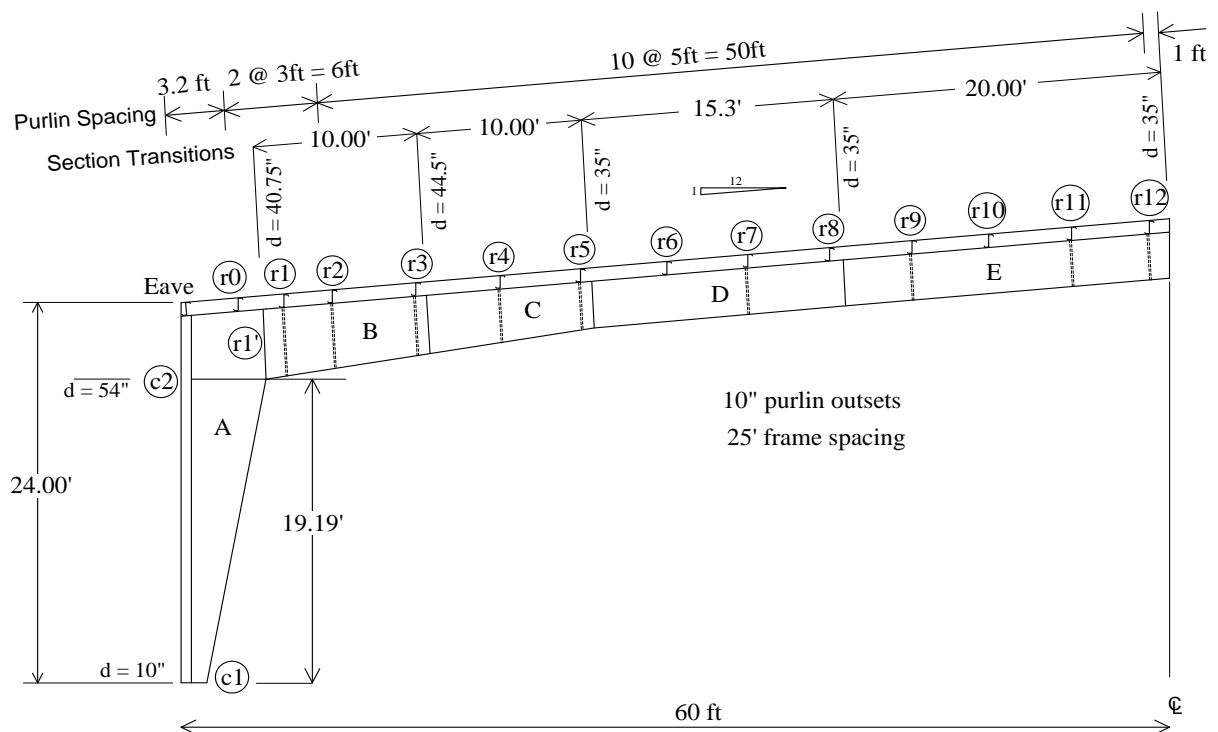 10 @ 5ft = 50ft
1 ft
2 @ 3ft = 6ft
3.2 ft
Purlin Spacing
20.00'
15.3'
10.00'
10.00'
Section Transitions
d = 40.75"
d = 44.5"
d = 35"
d = 35"
d = 35"
12
1
Eave
r0
r1
r2
r3
r4
r5
r6
r7
r8
r9
r10
r11
r12
r1'
B
C
D
E
c2
d = 54"
A
10" purlin outsets
25' frame spacing
24.00'
19.19'
d = 10"
c1
60 ft
℄